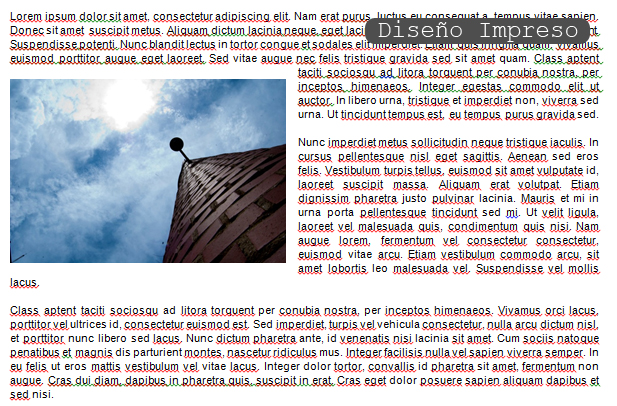 Lorem ipsum dolor sit amet, consectetur adipiscing elit. Nam erat purus, luctus eu consequat a, tempus vitae sapien.
Donec sit amet suscipit metus. Aliquam dictum lacinia neque, eget laci
Diseño Impreso
Suspendisse potenti. Nunc blandit lectus in tortor congue et sodales elit imperdiet. Etiam quis magna quam. Vivamus
euismod porttitor augue eget laoreet. Sed vitae augue nec felis tristique gravida sed sit amet quam. Class aptent
taciti sociosqu ad litora torquent per conubia nostra, per
inceptos himenaeos. Integer egestas commodo elit ut
auctor. In libero urna, tristique et imperdiet non, viverra sed
urna. Ut tincidunt tempus est, eu tempus purus gravida sed.
Nunc imperdiet metus sollicitudin neque tristique iaculis. In
cursus pellentesque nisl eget sagittis. Aenean sed eros
felis. Vestibulum turpis tellus, euismod sit amet vulputate id,
laoreet suscipit massa. Aliquam erat volutpat. Etiam
dignissim pharetra justo pulvinar lacinia. Mauris et mi in
urna porta pellentesque tincidunt sed mi. Ut velit ligula,
laoreet vel malesuada quis, condimentum quis nisi. Nam
augue lorem, fermentum vel consectetur consectetur,
euismod vitae arcu. Etiam vestibulum commodo arcu, sit
amet lobortis leo malesuada vel. Suspendisse vel mollis
lacus.
Class aptent taciti sociosqu ad litora torquent per conubia nostra, per inceptos himenaeos. Vivamus orci lacus,
porttitor vel ultrices id, consectetur euismod est. Sed imperdiet, turpis vel vehicula consectetur, nulla arcu dictum nisl,
et porttitor nunc libero sed lacus. Nunc dictum pharetra ante, id venenatis nisi lacinia sit amet. Cum sociis natoque
penatibus et magnis dis parturient montes, nascetur ridiculus mus. Integer facilisis nulla vel sapien viverra semper. In
eu felis ut eros mattis vestibulum vel vitae lacus. Integer dolor tortor, convallis id pharetra sit amet, fermentum non
augue. Cras dui diam, dapibus in pharetra quis, suscipit in erat. Cras eget dolor posuere sapien aliquam dapibus et
sed nisi.